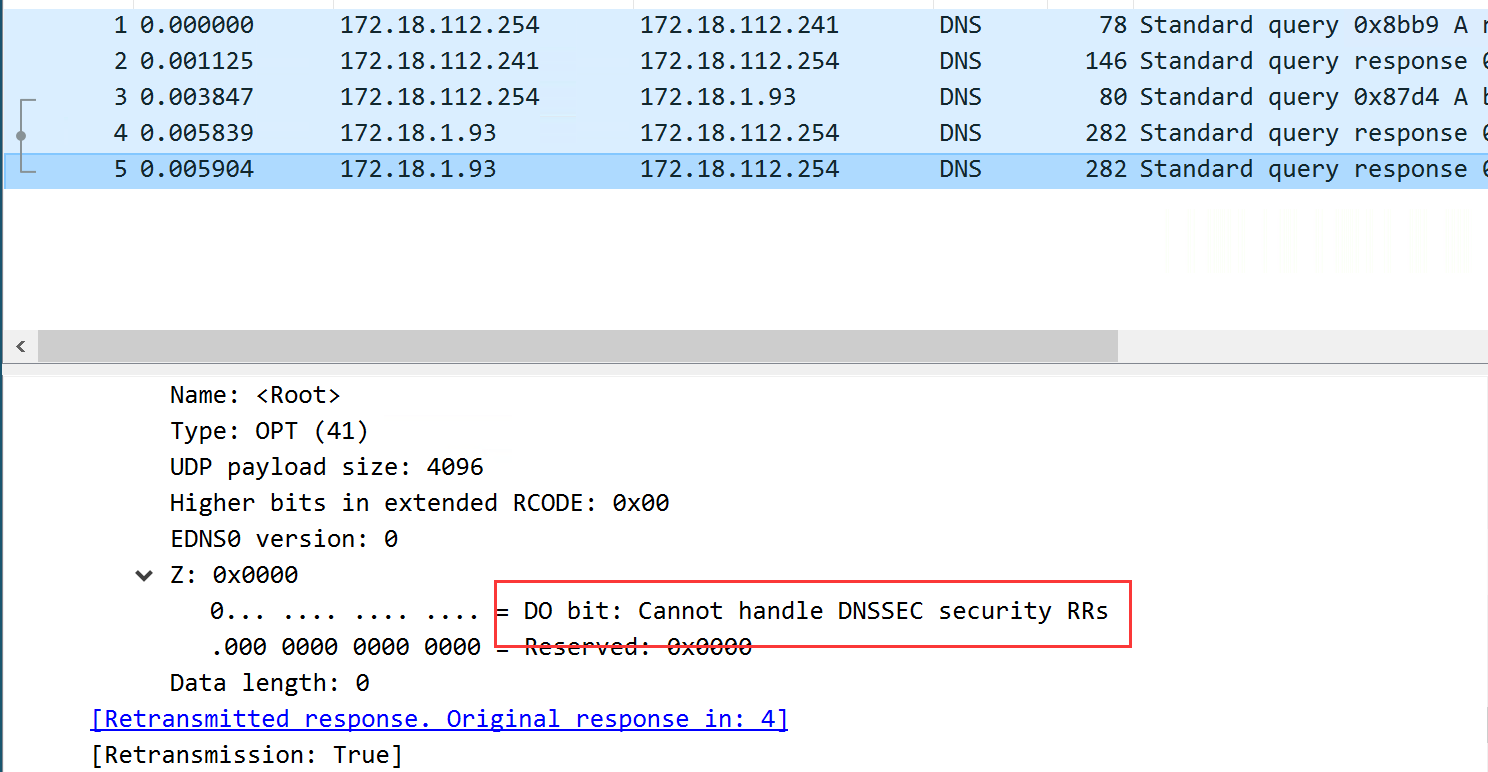 1 0.000000 172.18.112.254 172.18.112.241 DNS 78 Standard query 0x8bb9 A
2 0.001125 172.18.112.241 172.18.112.254 DNS 146 Standard query response
3 0.003847 172.18.112.254 172.18.1.93 DNS 80 Standard query 0x87d4 A
4 0.005839 172.18.1.93 172.18.112.254 DNS 282 Standard query response
5 0.005904 172.18.1.93 172.18.112.254 DNS 282 Standard query response
Name: <Root>
Type: OPT (41)
UDP payload size: 4096
Higher bits in extended RCODE: 0x00
EDNS0 version: 0
Z: 0x0000
0... .... .... .... = DO bit: Cannot handle DNSSEC security RRs
.000 0000 0000 0000 = Reserved: 0x0000
Data length: 0
[Retransmitted response. Original response in: 4]
[Retransmission: True]